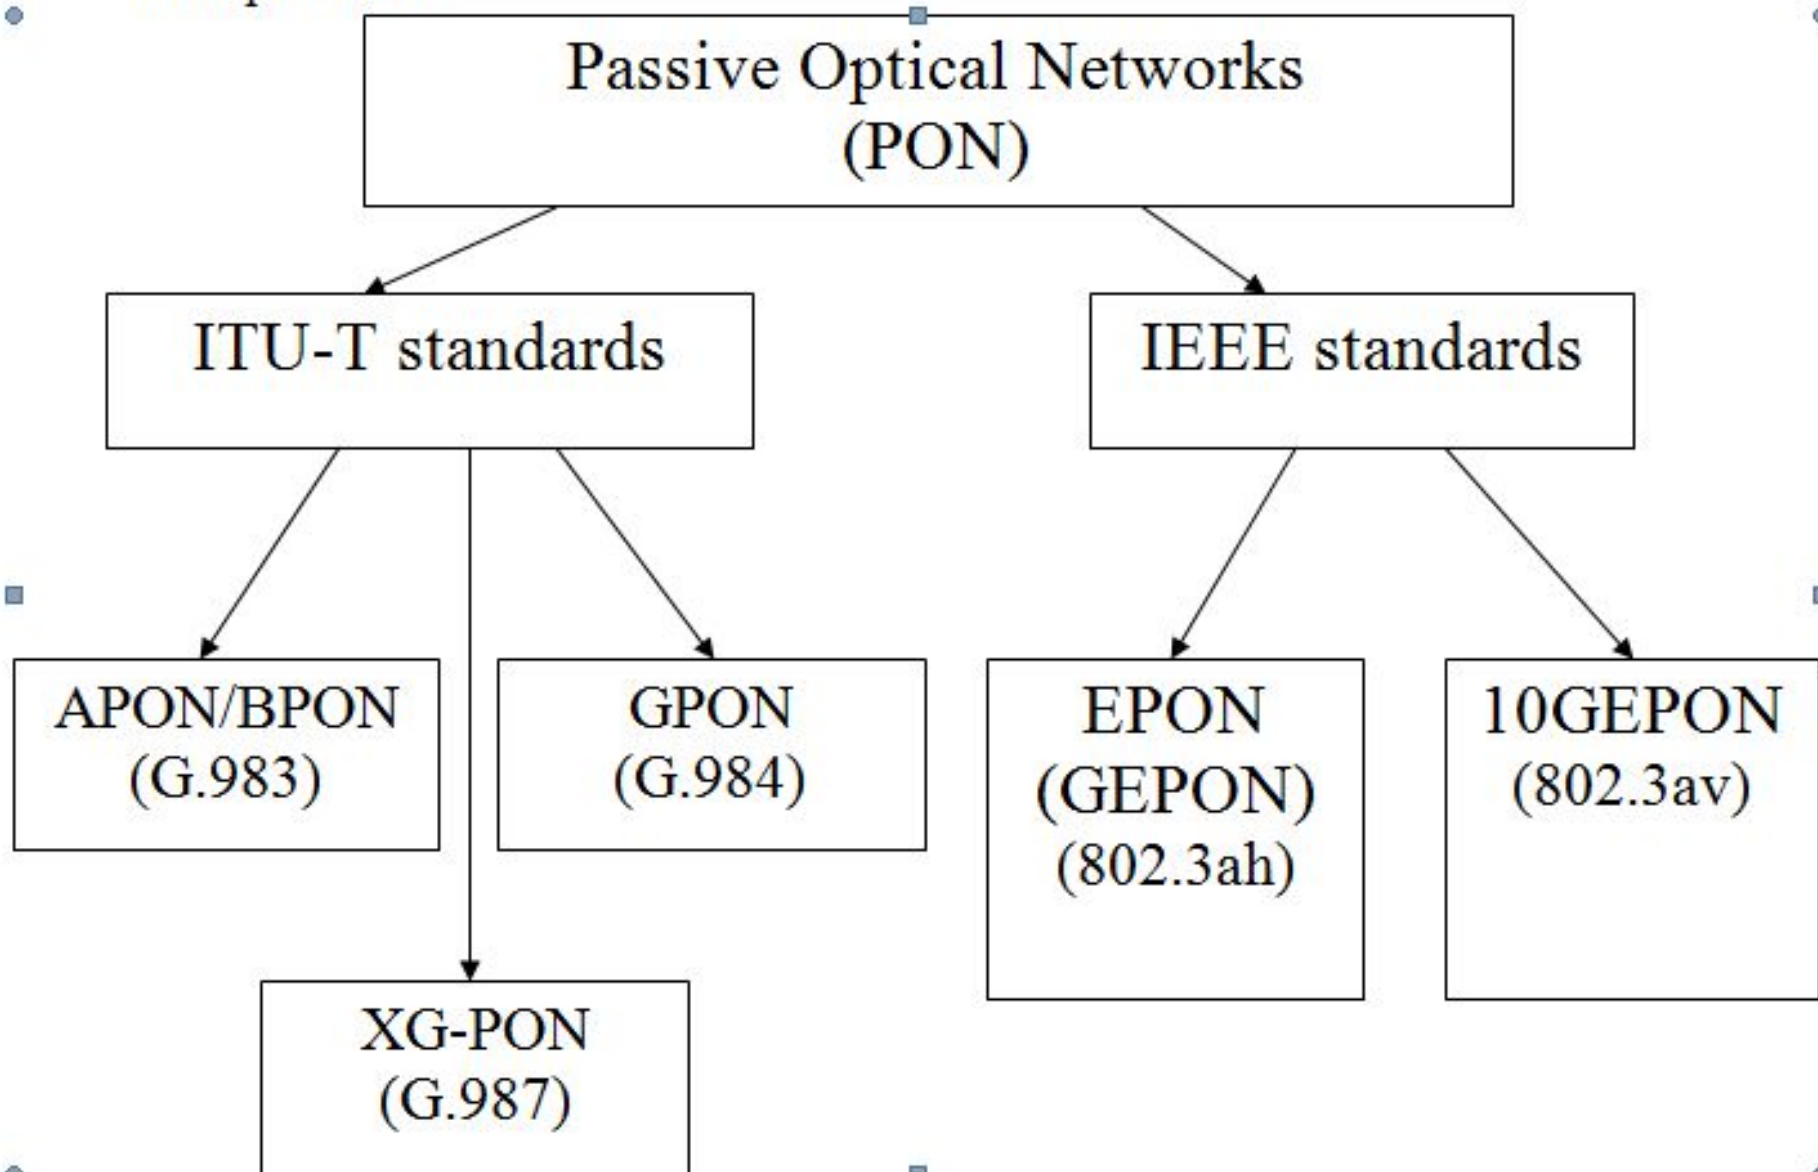 Passive Optical Networks
(PON)
ITU-T standards
IEEE standards
APON/BPON
(G.983)
GPON
(G.984)
EPON
(GEPON)
(802.3ah)
10GEPON
(802.3av)
XG-PON
(G.987)